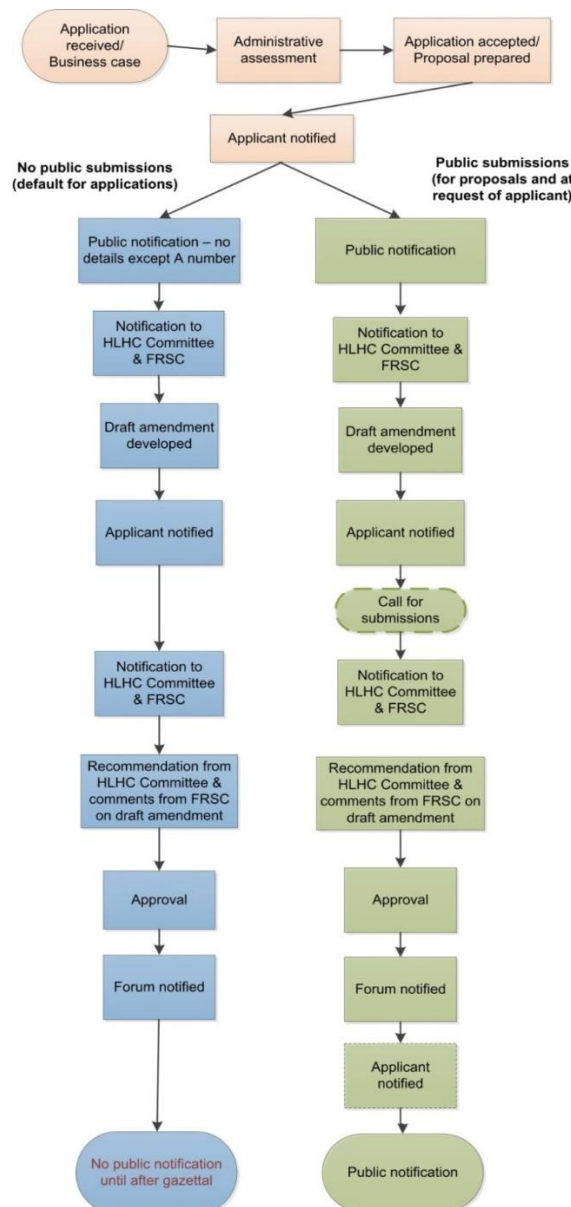 Application
received/
Business case
Administrative
assessment
Application accepted/
Proposal prepared
Applicant notified
No public submissions
(default for applications)
Public submissions
(for proposals and at
request of applicant)
Public notification – no
details except A number
Notification to
HLHC Committee
& FRSC
Draft amendment
developed
Applicant notified
Notification to
HLHC Committee
& FRSC
Recommendation from
HLHC Committee &
comments from FRSC
on draft amendment
Approval
Forum notified
No public notification
until after gazettal
Public notification
Notification to
HLHC Committee &
FRSC
Draft amendment
developed
Applicant notified
Call for
submissions
Notification to
HLHC Committee
& FRSC
Recommendation from
HLHC Committee &
comments from FRSC on
draft amendment
Approval
Forum notified
Applicant
notified
Public notification